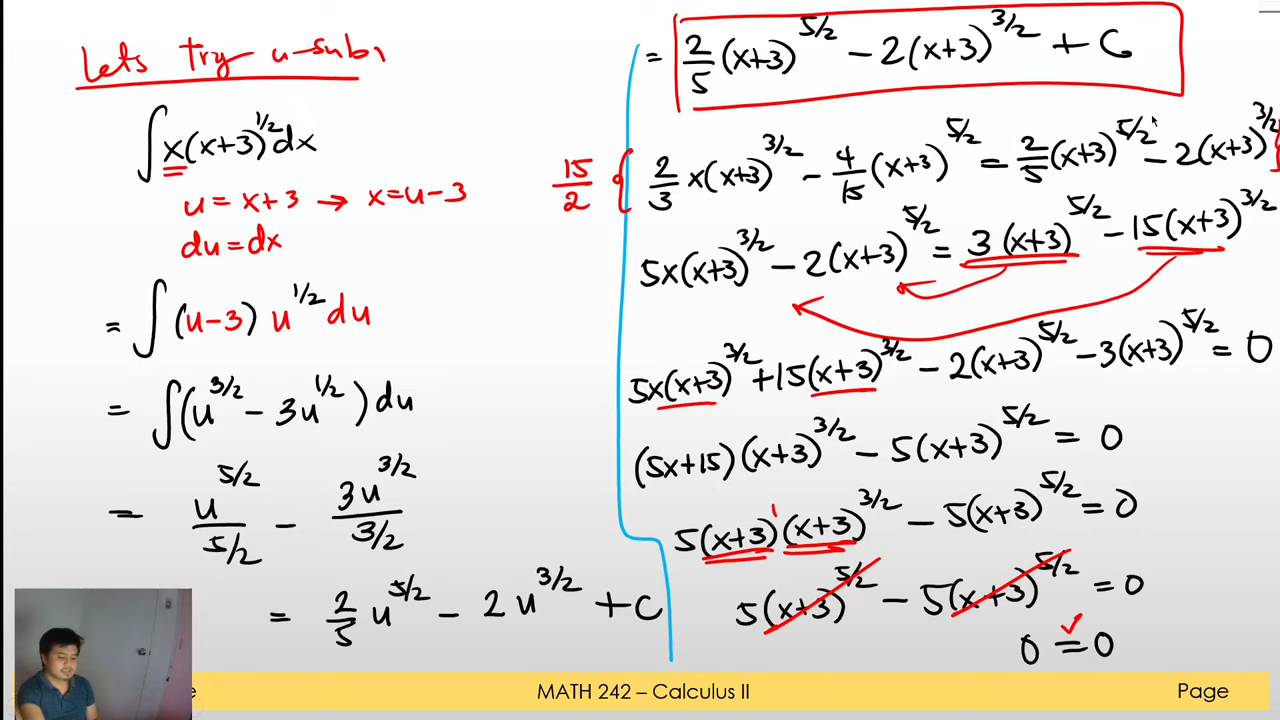 Lets Try u-sub
∫x(x+3)^{1/2}dx
u = x+3 → x=u-3
du = dx
= ∫(u-3) u^{1/2} du
= ∫(u^{3/2} - 3u^{1/2}) du
= u^{5/2}/5/2 - 3u^{3/2}/3/2
= 2/5 u^{5/2} - 2u^{3/2} + C
= 2/5 (x+3)^{5/2} - 2(x+3)^{3/2} + C
15/2 { 2/3 x(x+3)^{3/2} - 4/15 (x+3)^{5/2} = 2/5 (x+3)^{5/2} - 2(x+3)^{3/2} }
5x(x+3)^{3/2} - 2(x+3)^{5/2} = 3(x+3)^{5/2} - 15(x+3)^{3/2}
5x(x+3)^{3/2} + 15(x+3)^{3/2} - 2(x+3)^{5/2} - 3(x+3)^{5/2} = 0
(5x+15)(x+3)^{3/2} - 5(x+3)^{5/2} = 0
5(x+3)^1 (x+3)^{3/2} - 5(x+3)^{5/2} = 0
5(x+3)^{5/2} - 5(x+3)^{5/2} = 0
0 = 0 ✓
MATH 242 – Calculus II
Page